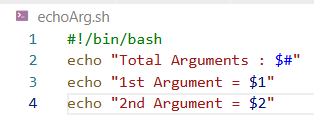 echoArg.sh
1 #!/bin/bash
2 echo "Total Arguments : $#"
3 echo "1st Argument = $1"
4 echo "2nd Argument = $2"